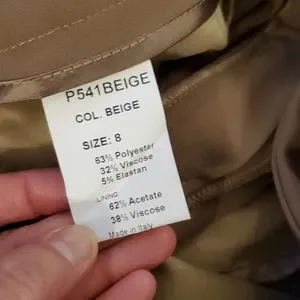 P541BEIGE
COL. BEIGE
SIZE: 8
63% Polyester
32% Viscose
5% Elastan
LINING
62% Acetate
38% Viscose
Made in Italy